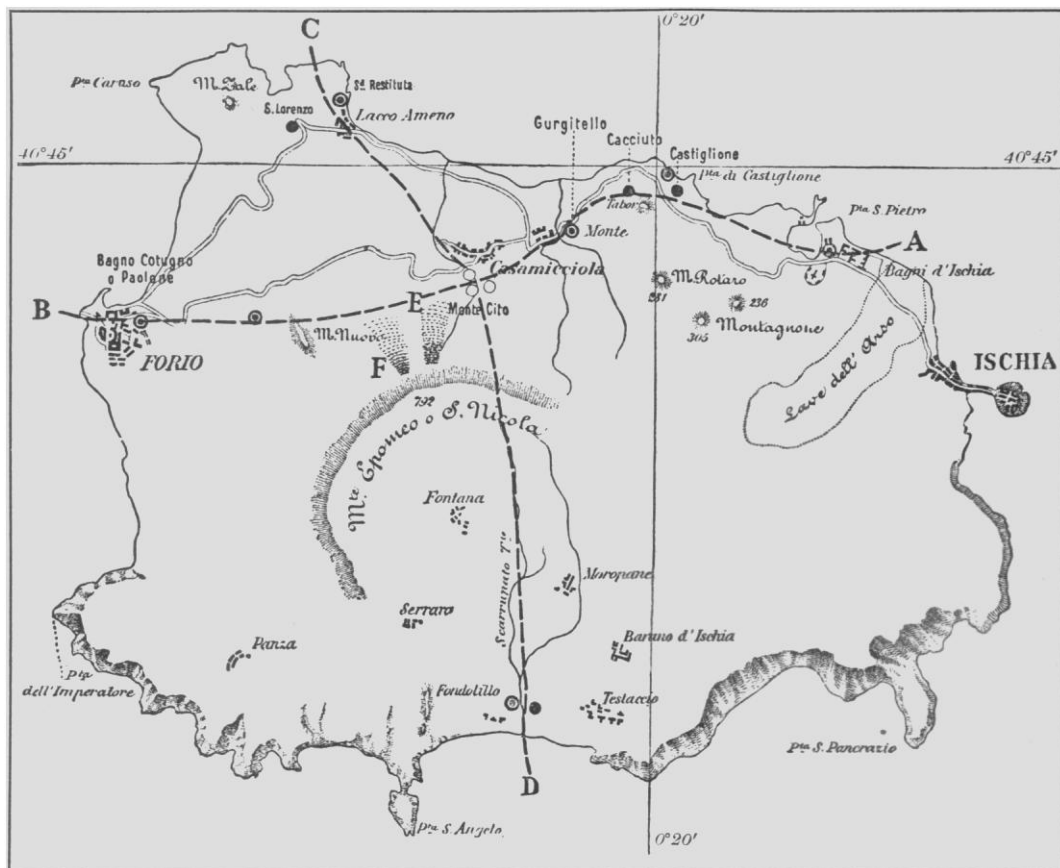 C
0°20'
Pta Caruso
M. Zale
Sa Restituta
S. Lorenzo
Lacco Ameno
Gurgitello
Cacciuto
Castiglione
40°45'
40°45'
Pta di Castiglione
Tabor
Pta S. Pietro
Monte
A
Bagno Cotugno
o Paolone
Casamicciola
Bagni d'Ischia
M. Rotaro
B
E
Monte Cito
231
236
M. Nuovo
Montagnone
305
FORIO
F
ISCHIA
Lave dell' Arso
792
Mte Epomeo o S. Nicola
Fontana
Scarrupato Tte
Moropane
Serraro
Barano d'Ischia
Panza
Pta
dell'Imperatore
Fondolillo
Testaccio
Pta S. Pancrazio
D
Pta S. Angelo
0°20'